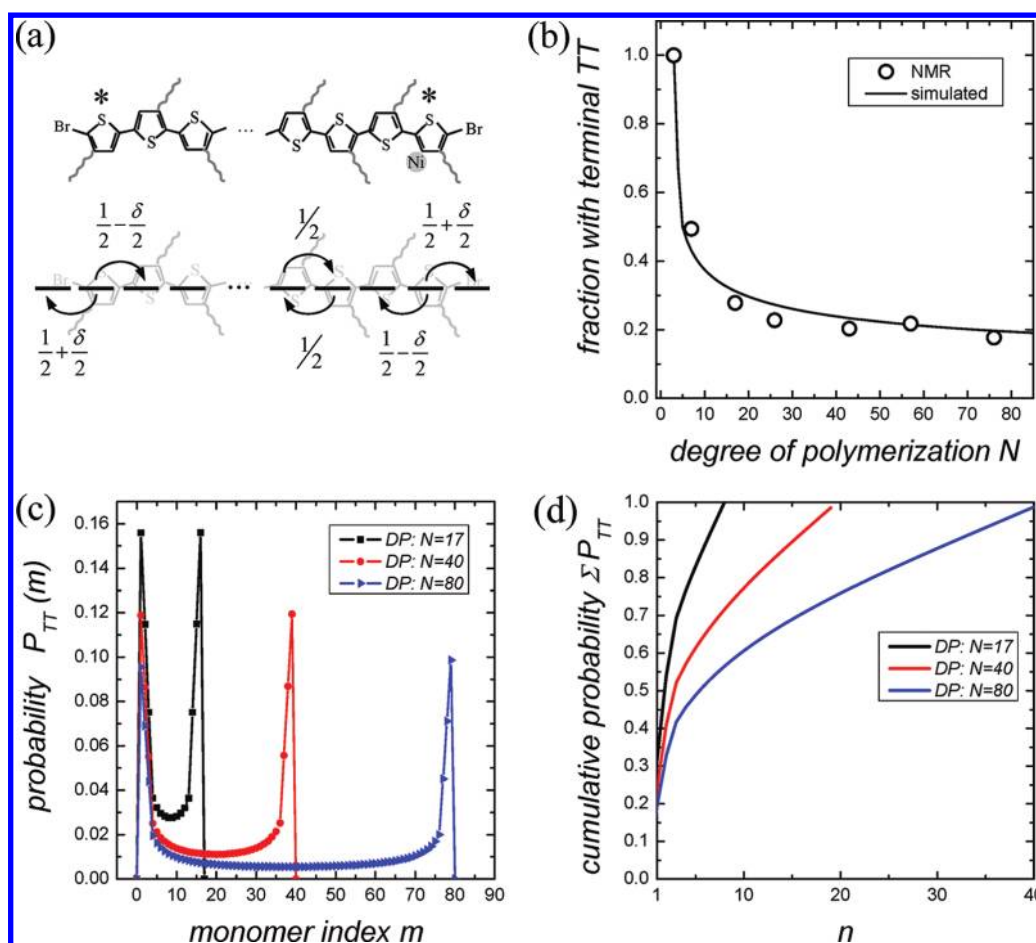 (a)
*
*
Br
S
S
S
...
S
S
S
S
Br
Ni
1/2 − δ/2
1/2
1/2 + δ/2
Br
S
S
...
S
S
S
Br
1/2 + δ/2
1/2
1/2 − δ/2
(b)
fraction with terminal TT
1.0
0.8
0.6
0.4
0.2
0.0
0 10 20 30 40 50 60 70 80
degree of polymerization N
NMR
simulated
(c)
probability P_TT (m)
0.16
0.14
0.12
0.10
0.08
0.06
0.04
0.02
0.00
0 10 20 30 40 50 60 70 80 90
monomer index m
DP: N=17
DP: N=40
DP: N=80
(d)
cumulative probability Σ P_TT
1.0
0.9
0.8
0.7
0.6
0.5
0.4
0.3
0.2
0.1
0.0
1 10 20 30 40
n
DP: N=17
DP: N=40
DP: N=80